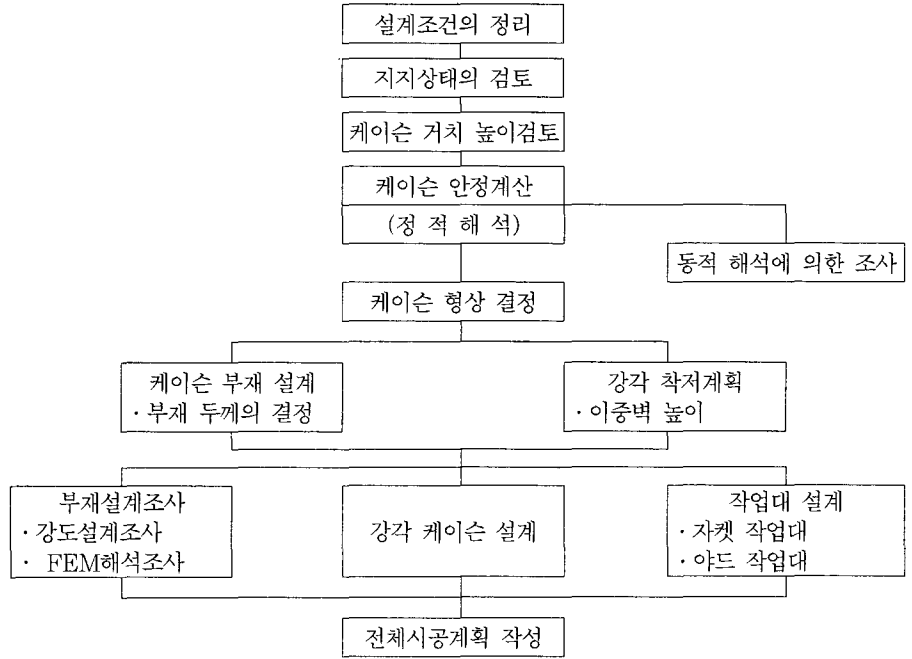 설계조건의 정리
지지상태의 검토
케이슨 거치 높이검토
케이슨 안정계산
(정 적 해 석)
동적 해석에 의한 조사
케이슨 형상 결정
케이슨 부재 설계
· 부재 두께의 결정
강각 착저계획
· 이중벽 높이
부재설계조사
· 강도설계조사
· FEM해석조사
강각 케이슨 설계
작업대 설계
· 자켓 작업대
· 야드 작업대
전체시공계획 작성